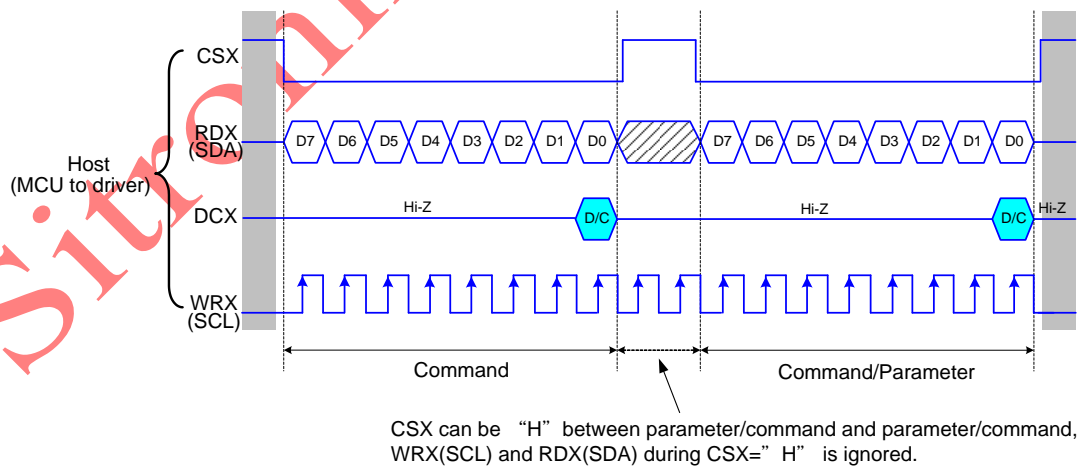 Sitron
CSX
RDX
(SDA)
D7 D6 D5 D4 D3 D2 D1 D0 D7 D6 D5 D4 D3 D2 D1 D0
Host
(MCU to driver)
DCX
Hi-Z D/C Hi-Z D/C Hi-Z
WRX
(SCL)
Command Command/Parameter
CSX can be “H” between parameter/command and parameter/command,
WRX(SCL) and RDX(SDA) during CSX=” H” is ignored.